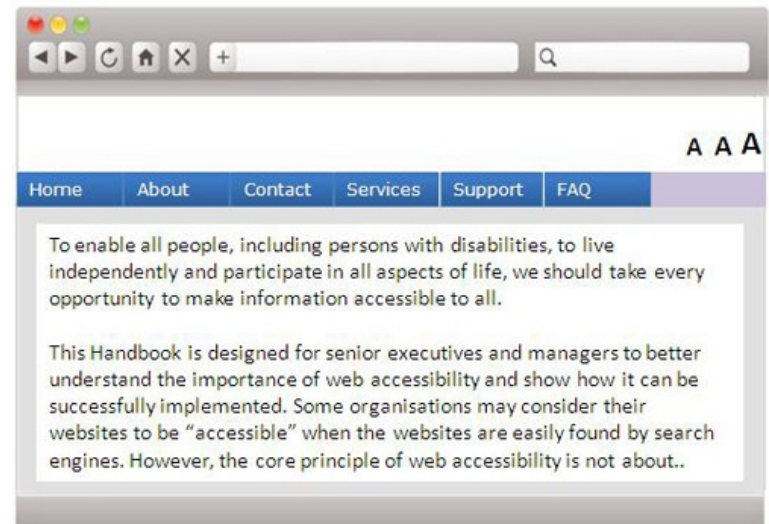 A A A
Home About Contact Services Support FAQ
To enable all people, including persons with disabilities, to live
independently and participate in all aspects of life, we should take every
opportunity to make information accessible to all.
This Handbook is designed for senior executives and managers to better
understand the importance of web accessibility and show how it can be
successfully implemented. Some organisations may consider their
websites to be “accessible” when the websites are easily found by search
engines. However, the core principle of web accessibility is not about..